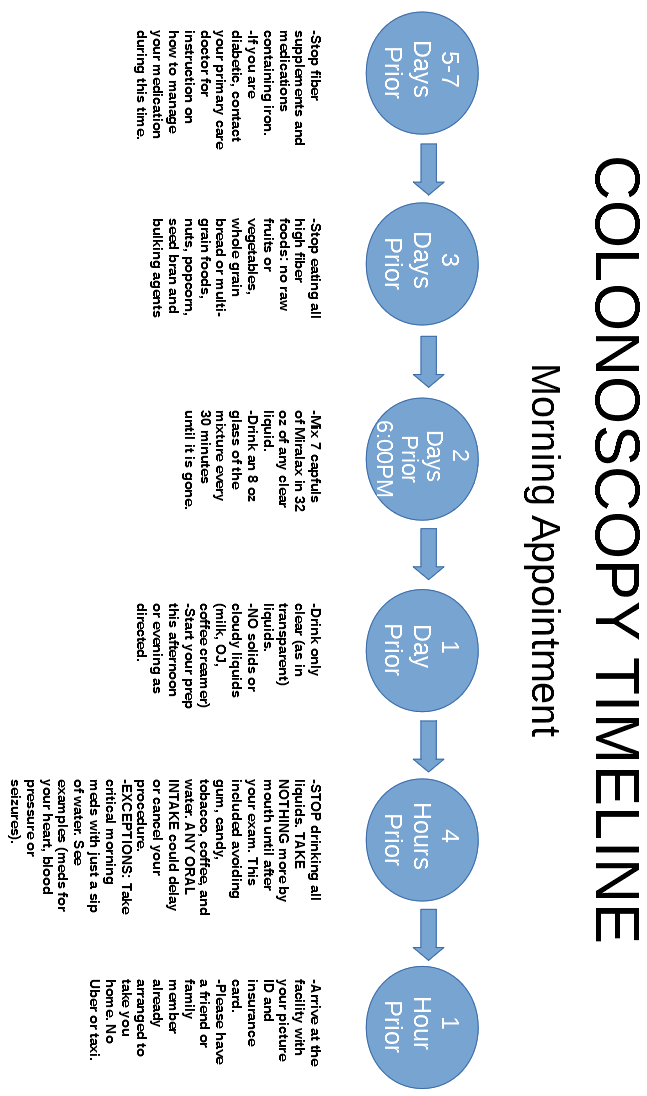 COLONOSCOPY TIMELINE
Morning Appointment
5-7
Days
Prior
3
Days
Prior
2
Days
Prior
6:00PM
1
Day
Prior
4
Hours
Prior
1
Hour
Prior
-Stop fiber
supplements and
medications
containing iron.
-If you are
diabetic, contact
your primary care
doctor for
instruction on
how to manage
your medication
during this time.
-Stop eating all
high fiber
foods: no raw
fruits or
vegetables,
whole grain
bread or multi-
grain foods,
nuts, popcorn,
seed bran and
bulking agents
-Mix 7 capfuls
of Miralax in 32
oz of any clear
liquid.
-Drink an 8 oz
glass of the
mixture every
30 minutes
until it is gone.
-Drink only
clear (as in
transparent)
liquids.
-NO solids or
cloudy liquids
(milk, OJ,
coffee creamer)
-Start your prep
this afternoon
or evening as
directed.
-STOP drinking all
liquids. TAKE
NOTHING more by
mouth until after
your exam. This
included avoiding
gum, candy,
tobacco, coffee, and
water. ANY ORAL
INTAKE could delay
or cancel your
procedure.
-EXCEPTIONS: Take
critical morning
meds with just a sip
of water. See
examples (meds for
your heart, blood
pressure or
seizures).
-Arrive at the
facility with
your picture
ID and
insurance
card.
-Please have
a friend or
family
member
already
arranged to
take you
home. No
Uber or taxi.